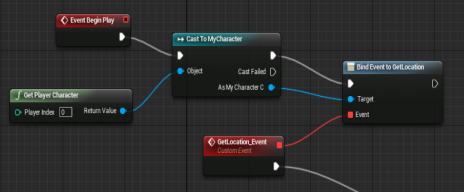 Event Begin Play
Cast To MyCharacter
Object
Cast Failed
As My Character C
Bind Event to GetLocation
Target
Event
Get Player Character
Player Index 0
Return Value
GetLocation_Event
Custom Event